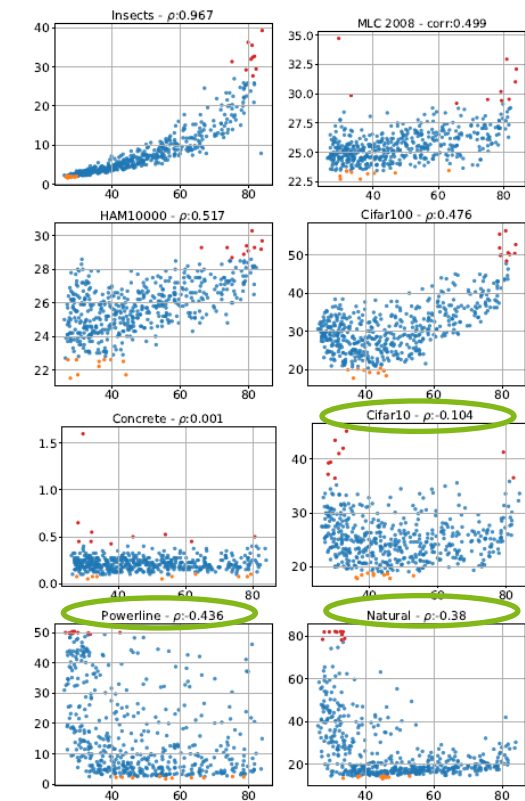 Insects - ρ:0.967
40
30
20
10
0
40 60 80
MLC 2008 - corr:0.499
35.0
32.5
30.0
27.5
25.0
22.5
40 60 80
HAM10000 - ρ:0.517
30
28
26
24
22
40 60 80
Cifar100 - ρ:0.476
50
40
30
20
40 60 80
Concrete - ρ:0.001
1.5
1.0
0.5
0.0
40 60 80
Cifar10 - ρ:-0.104
40
30
20
40 60 80
Powerline - ρ:-0.436
50
40
30
20
10
0
40 60 80
Natural - ρ:-0.38
80
60
40
20
40 60 80